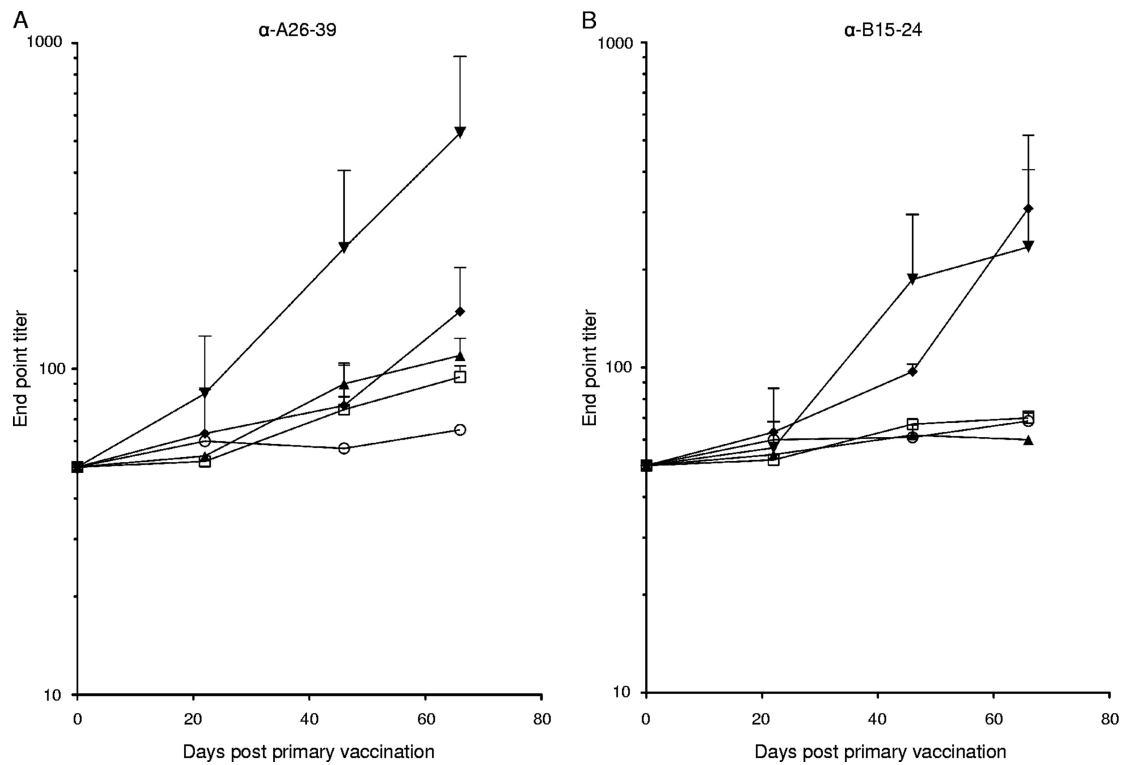 A
α-A26-39
1000
100
10
End point titer
0
20
40
60
80
Days post primary vaccination
B
α-B15-24
1000
100
10
End point titer
0
20
40
60
80
Days post primary vaccination